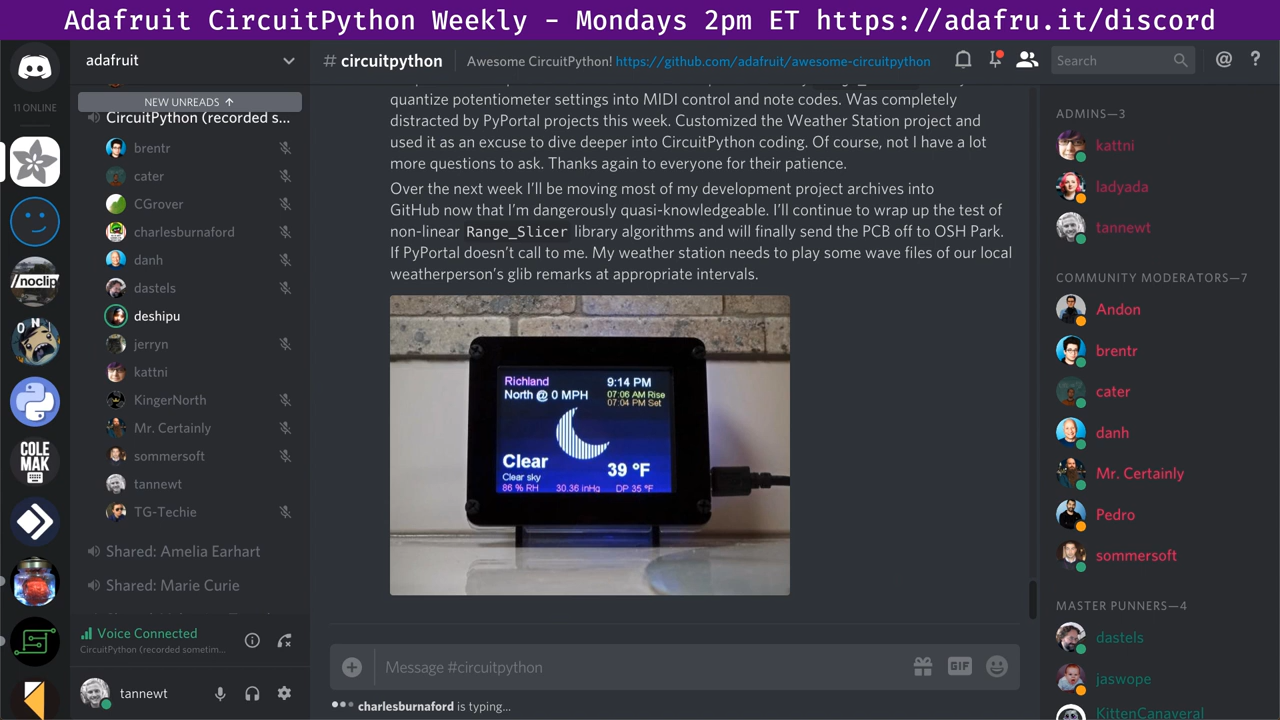 Adafruit CircuitPython Weekly - Mondays 2pm ET https://adafru.it/discord
11 ONLINE
/noclip
COLE
MAK
adafruit
NEW UNREADS ↑
CircuitPython (recorded s...
brentr
cater
CGrover
charlesburnaford
danh
dastels
deshipu
jerryn
kattni
KingerNorth
Mr. Certainly
sommersoft
tannewt
TG-Techie
Shared: Amelia Earhart
Shared: Marie Curie
Voice Connected
CircuitPython (recorded sometim...
tannewt
# circuitpython
Awesome CircuitPython! https://github.com/adafruit/awesome-circuitpython
Search
@ ?
quantize potentiometer settings into MIDI control and note codes. Was completely
distracted by PyPortal projects this week. Customized the Weather Station project and
used it as an excuse to dive deeper into CircuitPython coding. Of course, not I have a lot
more questions to ask. Thanks again to everyone for their patience.
Over the next week I'll be moving most of my development project archives into
GitHub now that I'm dangerously quasi-knowledgeable. I'll continue to wrap up the test of
non-linear Range_Slicer library algorithms and will finally send the PCB off to OSH Park.
If PyPortal doesn't call to me. My weather station needs to play some wave files of our local
weatherperson's glib remarks at appropriate intervals.
Richland 9:14 PM
North @ 0 MPH 07:06 AM Rise
07:04 PM Set
Clear 39 °F
Clear sky
86 % RH 30.36 inHg DP 35 °F
Message #circuitpython
GIF
charlesburnaford is typing...
ADMINS—3
kattni
ladyada
tannewt
COMMUNITY MODERATORS—7
Andon
brentr
cater
danh
Mr. Certainly
Pedro
sommersoft
MASTER PUNNERS—4
dastels
jaswope
KittenCanaveral